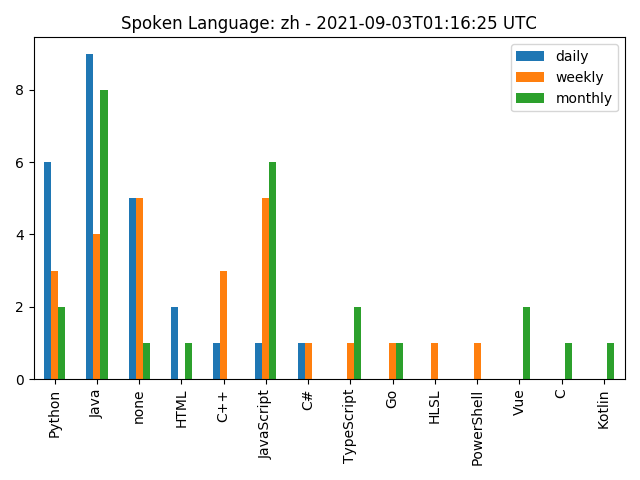 Spoken Language: zh - 2021-09-03T01:16:25 UTC
daily
weekly
monthly
8
6
4
2
0
Python
Java
none
HTML
C++
JavaScript
C#
TypeScript
Go
HLSL
PowerShell
Vue
C
Kotlin